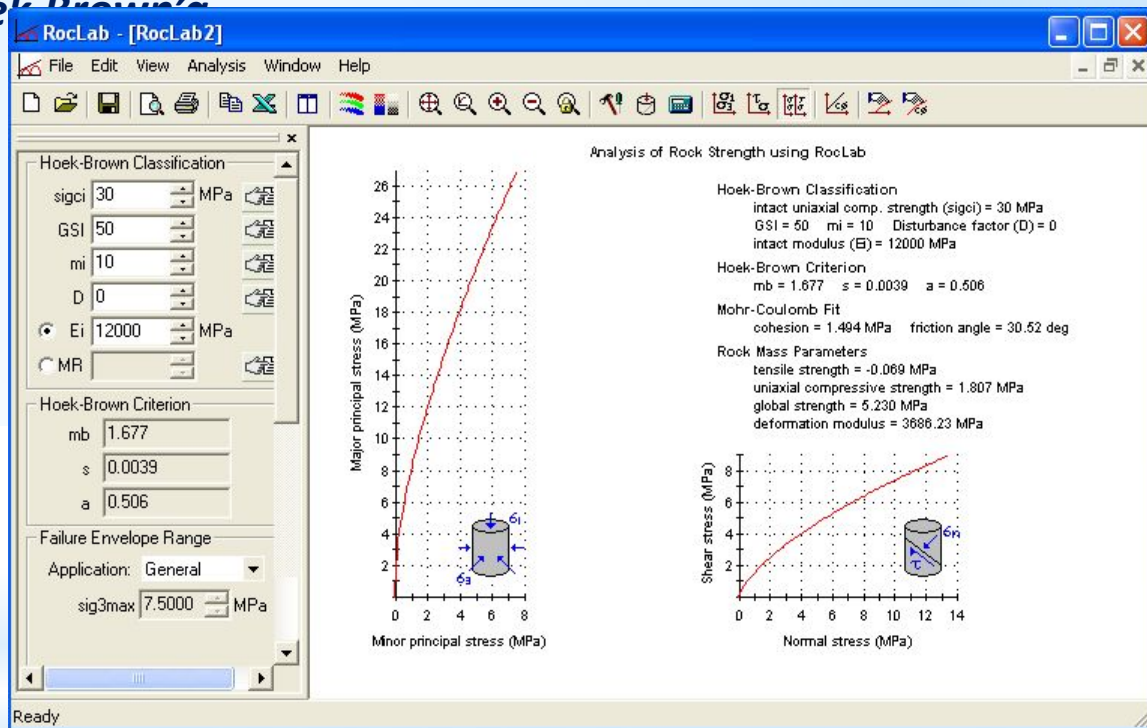 RocLab - [RocLab2]
File Edit View Analysis Window Help
Hoek-Brown Classification
sigci 30 MPa
GSI 50
mi 10
D 0
Ei 12000 MPa
MR
Hoek-Brown Criterion
mb 1.677
s 0.0039
a 0.506
Failure Envelope Range
Application: General
sig3max 7.5000 MPa
Ready
Analysis of Rock Strength using RocLab
Hoek-Brown Classification
intact uniaxial comp. strength (sigci) = 30 MPa
GSI = 50 mi = 10 Disturbance factor (D) = 0
intact modulus (Ei) = 12000 MPa
Hoek-Brown Criterion
mb = 1.677 s = 0.0039 a = 0.506
Mohr-Coulomb Fit
cohesion = 1.494 MPa friction angle = 30.52 deg
Rock Mass Parameters
tensile strength = -0.069 MPa
uniaxial compressive strength = 1.807 MPa
global strength = 5.230 MPa
deformation modulus = 3686.23 MPa
Major principal stress (MPa)
26
24
22
20
18
16
14
12
10
8
6
4
2
0 2 4 6 8
Minor principal stress (MPa)
σ1
σ3
Shear stress (MPa)
8
6
4
2
0 2 4 6 8 10 12 14
Normal stress (MPa)
σn
τ